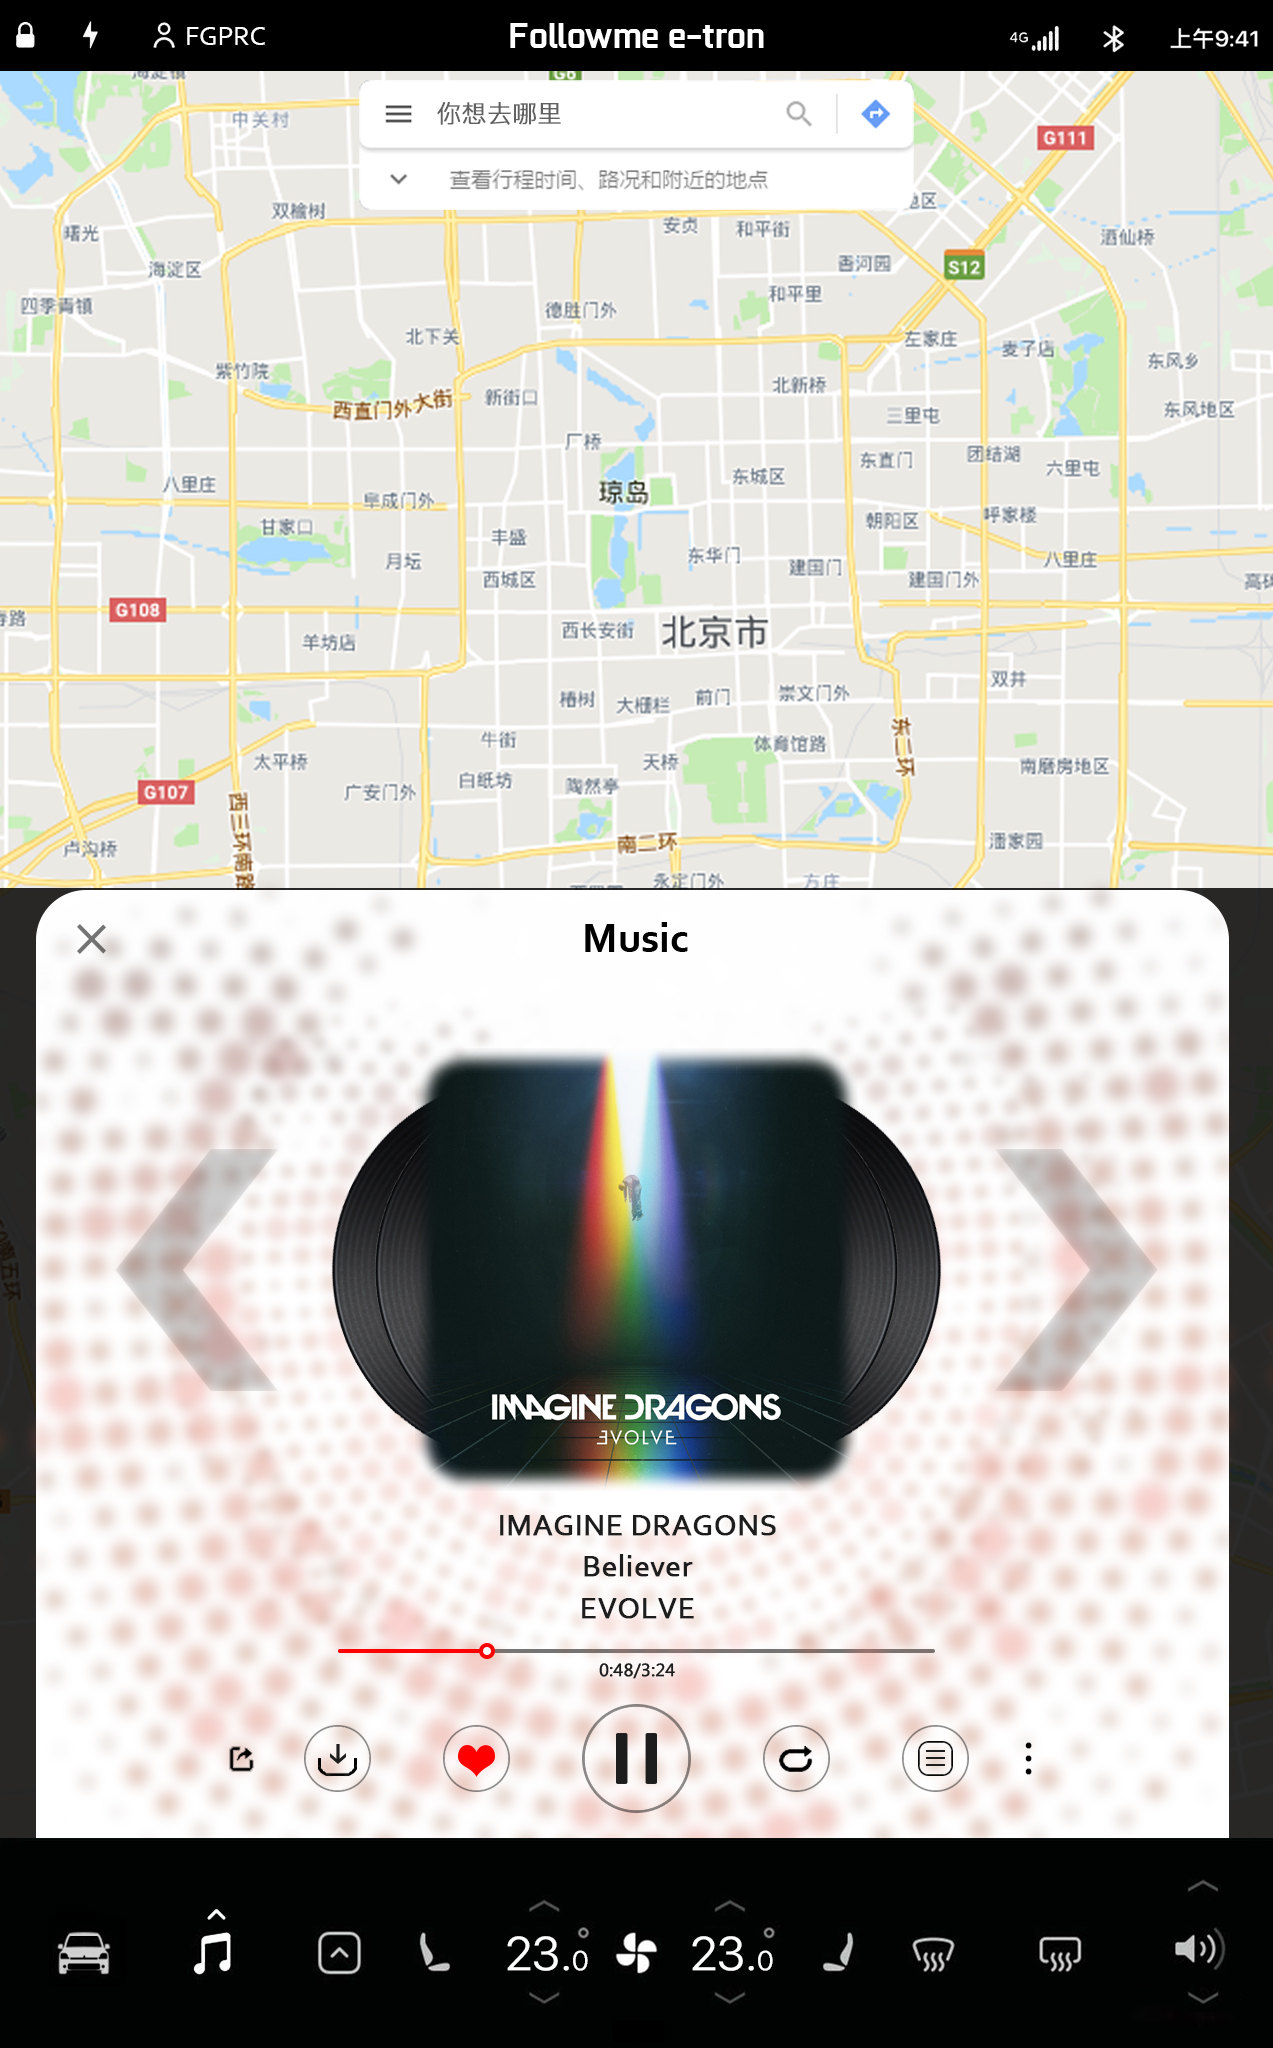 FGPRC
Followme e-tron
4G
上午9:41
海淀镇
G6
你想去哪里
查看行程时间、路况和附近的地点
中关村
G111
双榆树
安贞
和平街
地区
曙光
海淀区
酒仙桥
香河园
S12
四季青镇
和平里
德胜门外
北下关
左家庄
麦子店
东风乡
紫竹院
北新桥
西直门外大街
新街口
三里屯
东风地区
厂桥
东直门
团结湖
六里屯
八里庄
东城区
琼岛
阜成门外
朝阳区
呼家楼
甘家口
丰盛
月坛
东华门
建国门
八里庄
西城区
建国门外
G108
西长安街
北京市
羊坊店
双井
椿树
大栅栏
前门
崇文门外
牛街
体育馆路
东二环
太平桥
白纸坊
天桥
南磨房地区
G107
广安门外
陶然亭
西三环南路
卢沟桥
南二环
潘家园
永定门外
方庄
南五环
Music
IMAGINE DRAGONS
EVOLVE
IMAGINE DRAGONS
Believer
EVOLVE
0:48/3:24
23.0°
23.0°